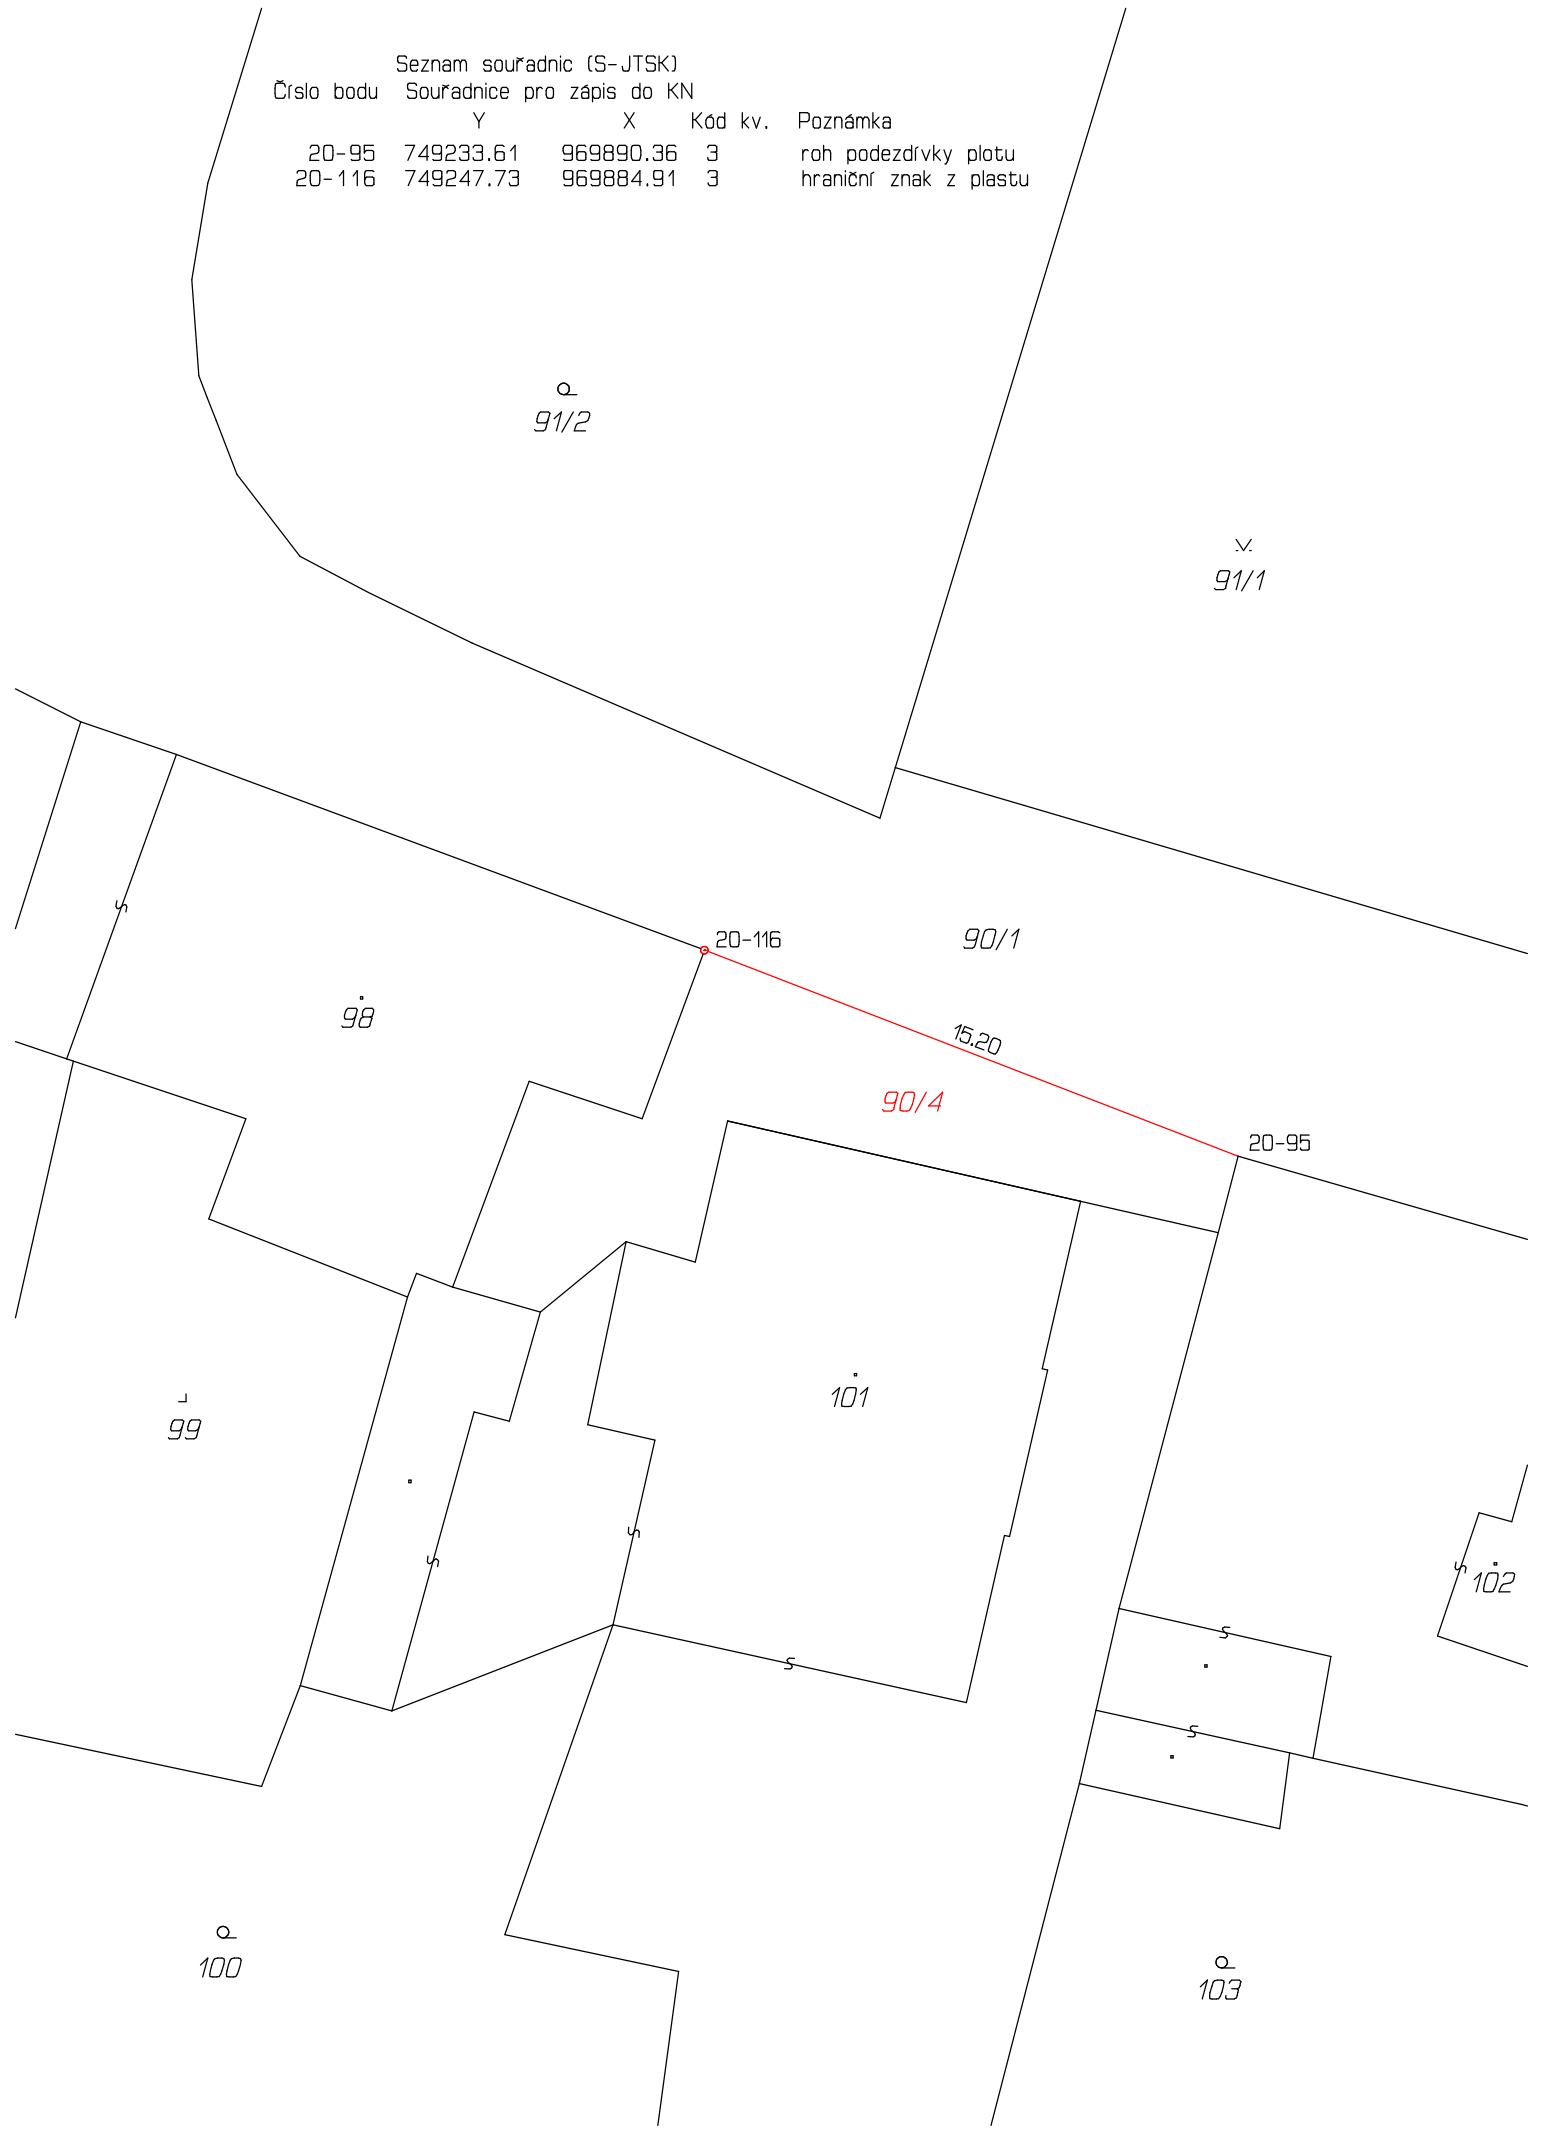 Seznam souřadnic (S-JTSK)
Číslo bodu Souřadnice pro zápis do KN
Y X Kód kv. Poznámka
20-95 749233.61 969890.36 3 roh podezdívky plotu
20-116 749247.73 969884.91 3 hraniční znak z plastu
91/2
91/1
20-116
90/1
98
15.20
90/4
20-95
101
99
102
100
103